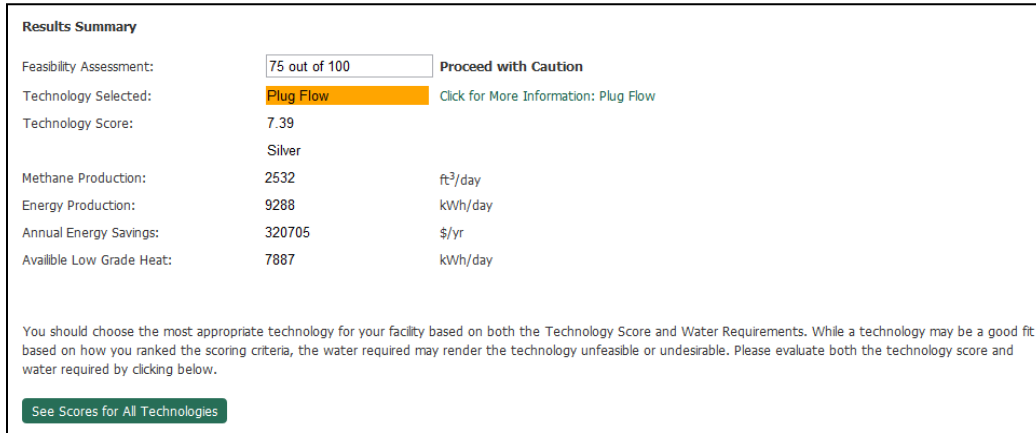 Results Summary
Feasibility Assessment: 75 out of 100 Proceed with Caution
Technology Selected: Plug Flow Click for More Information: Plug Flow
Technology Score: 7.39
Silver
Methane Production: 2532 ft³/day
Energy Production: 9288 kWh/day
Annual Energy Savings: 320705 $/yr
Availible Low Grade Heat: 7887 kWh/day
You should choose the most appropriate technology for your facility based on both the Technology Score and Water Requirements. While a technology may be a good fit
based on how you ranked the scoring criteria, the water required may render the technology unfeasible or undesirable. Please evaluate both the technology score and
water required by clicking below.
See Scores for All Technologies